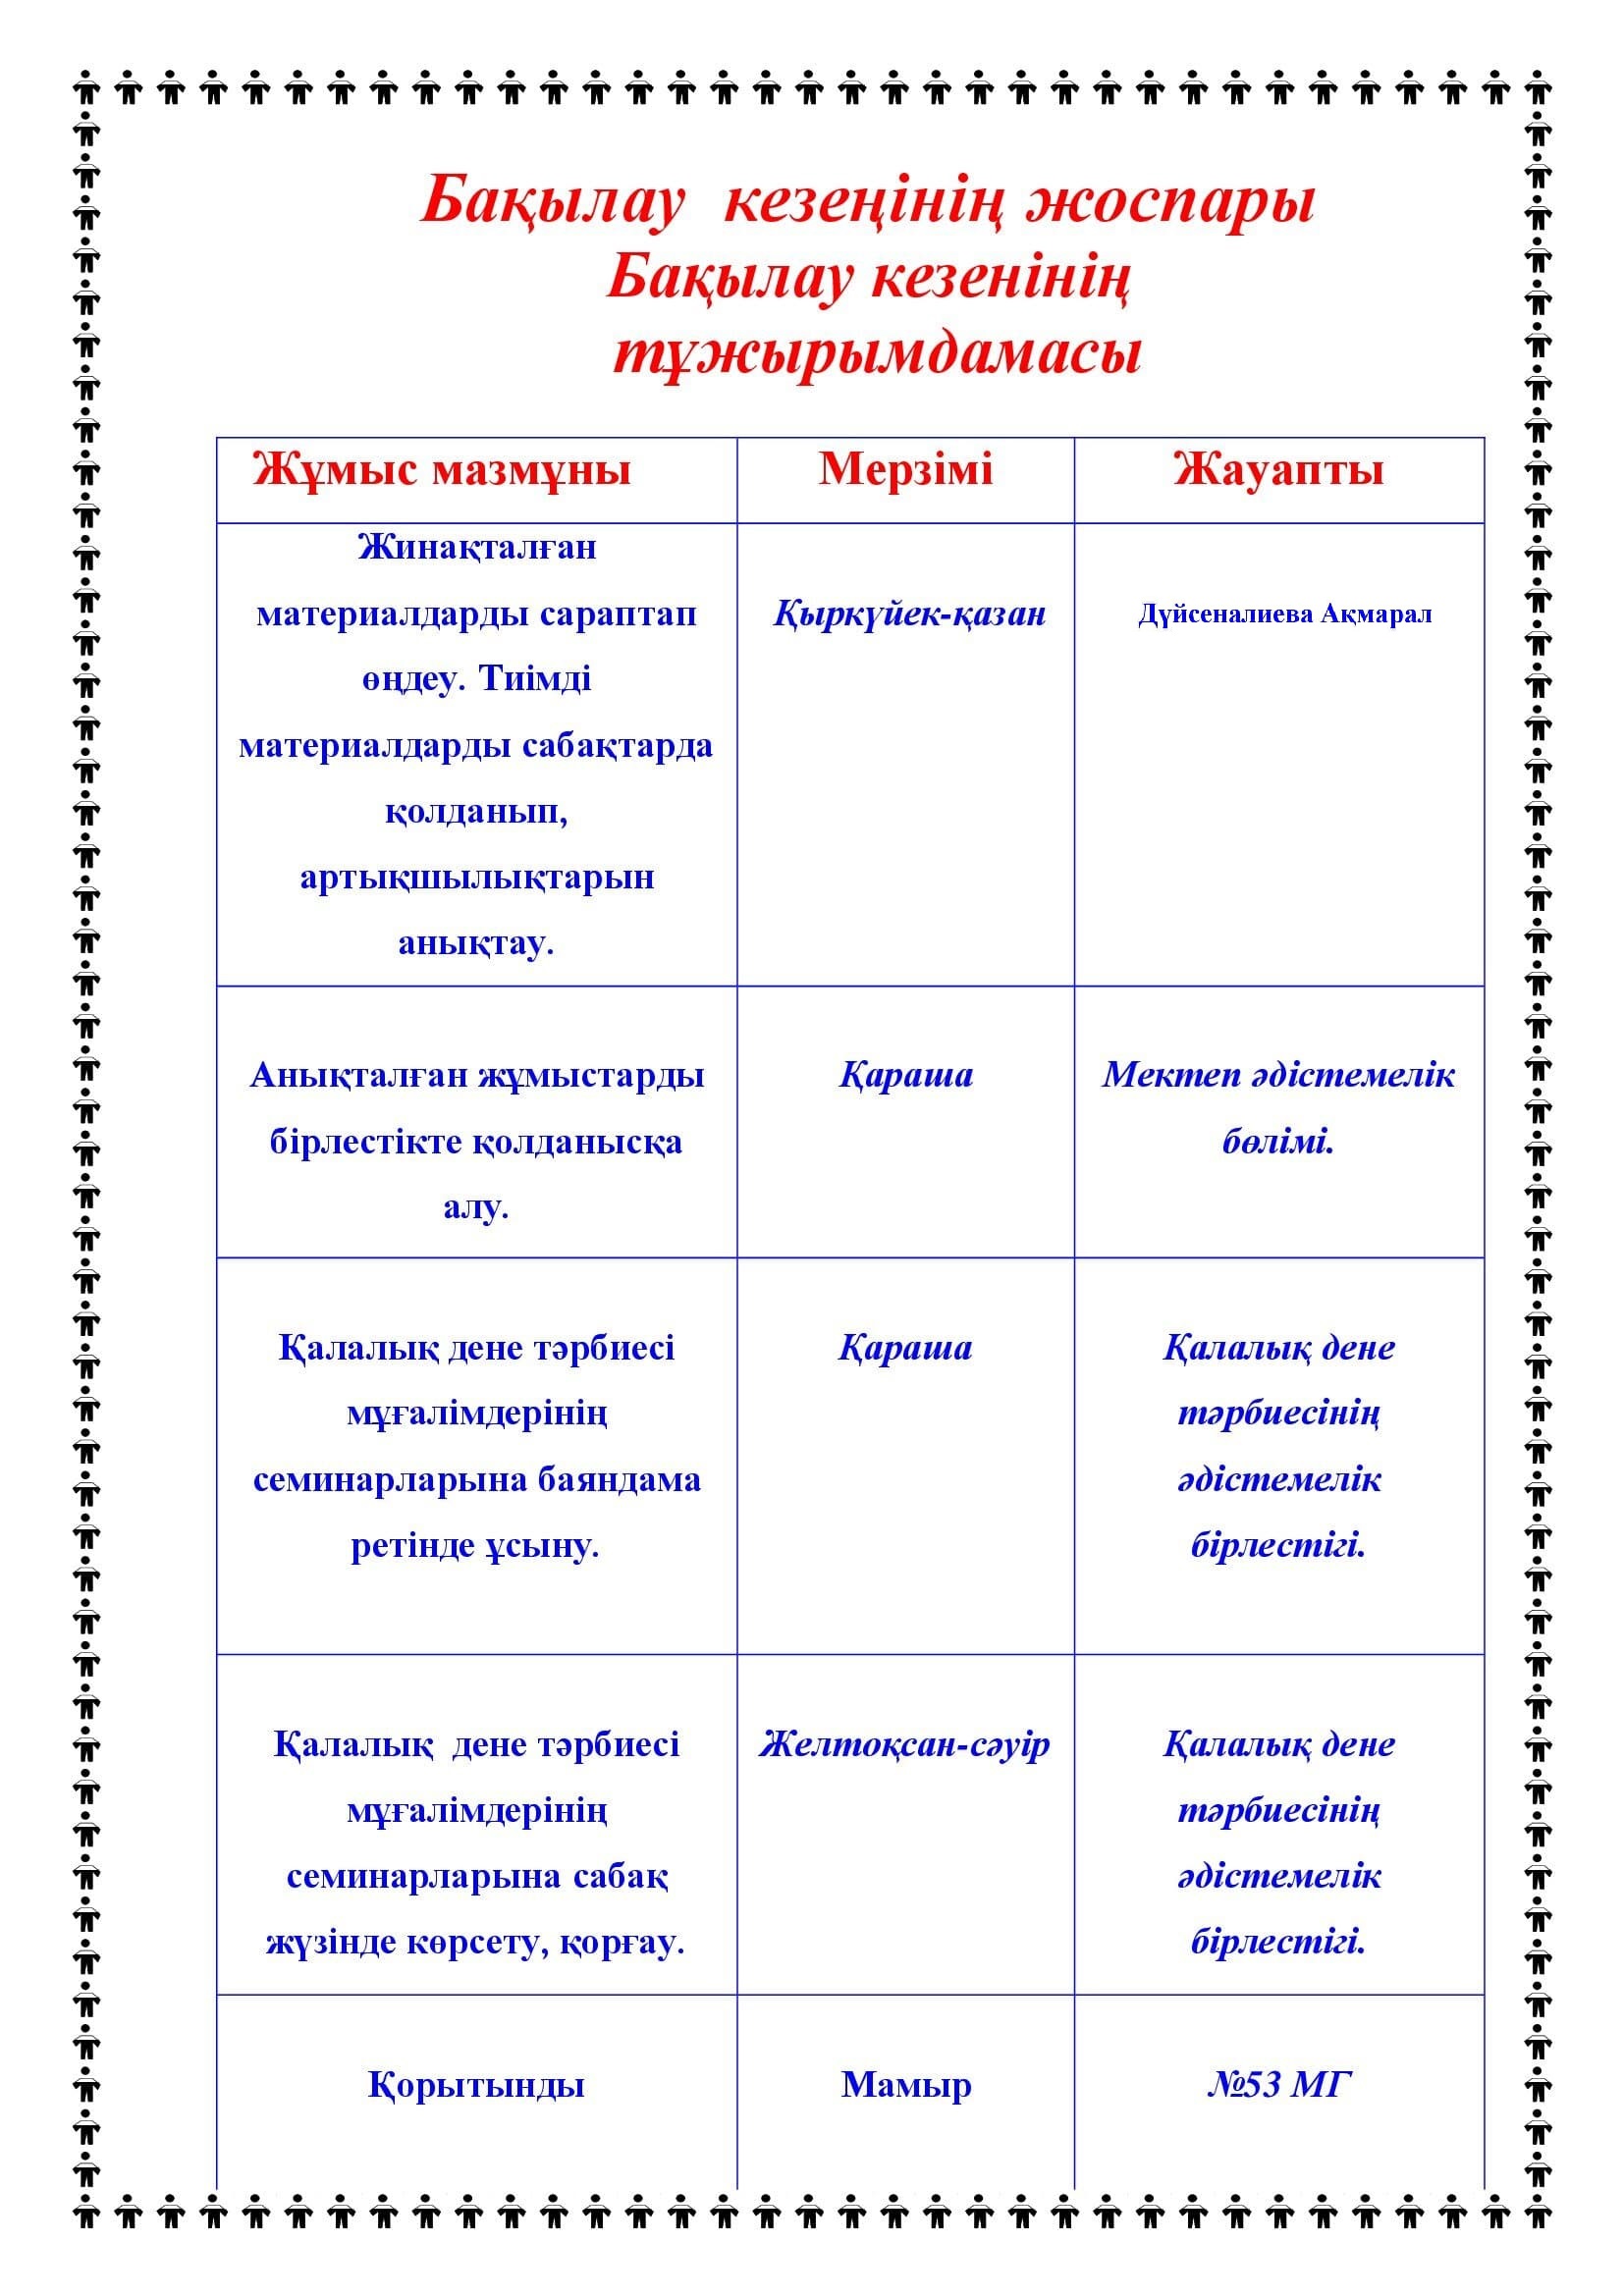 Бақылау  кезеңінің жоспары
Бақылау кезенінің
тұжырымдамасы
Жұмыс мазмұны
Мерзімі
Жауапты
Жинақталған
материалдарды сараптап
өңдеу. Тиімді
материалдарды сабақтарда
қолданып,
артықшылықтарын
анықтау.
Қыркүйек-қазан
Дүйсеналиева Ақмарал
Анықталған жұмыстарды
бірлестікте қолданысқа
алу.
Қараша
Мектеп әдістемелік
бөлімі.
Қалалық дене тәрбиесі
мұғалімдерінің
семинарларына баяндама
ретінде ұсыну.
Қараша
Қалалық дене
тәрбиесінің
әдістемелік
бірлестігі.
Қалалық  дене тәрбиесі
мұғалімдерінің
семинарларына сабақ
жүзінде көрсету, қорғау.
Желтоқсан-сәуір
Қалалық дене
тәрбиесінің
әдістемелік
бірлестігі.
Қорытынды
Мамыр
№53 МГ